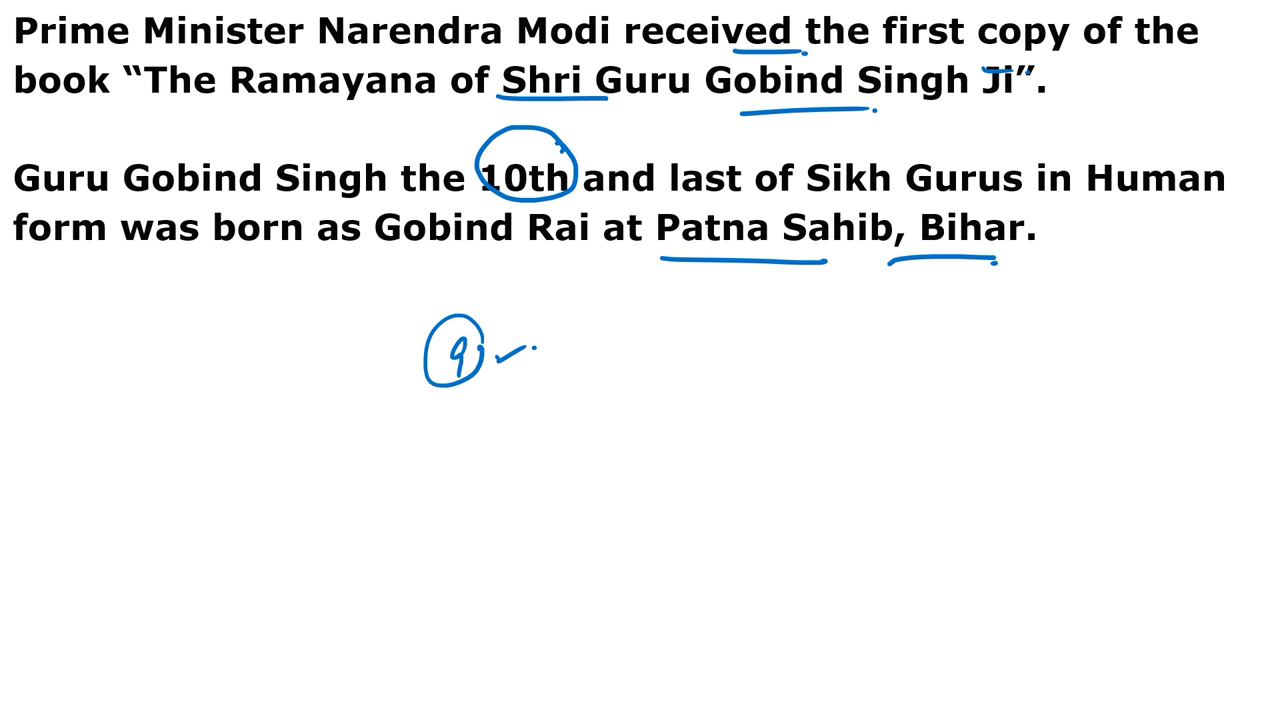 Prime Minister Narendra Modi received the first copy of the
book “The Ramayana of Shri Guru Gobind Singh Ji”.
Guru Gobind Singh the 10th and last of Sikh Gurus in Human
form was born as Gobind Rai at Patna Sahib, Bihar.
9